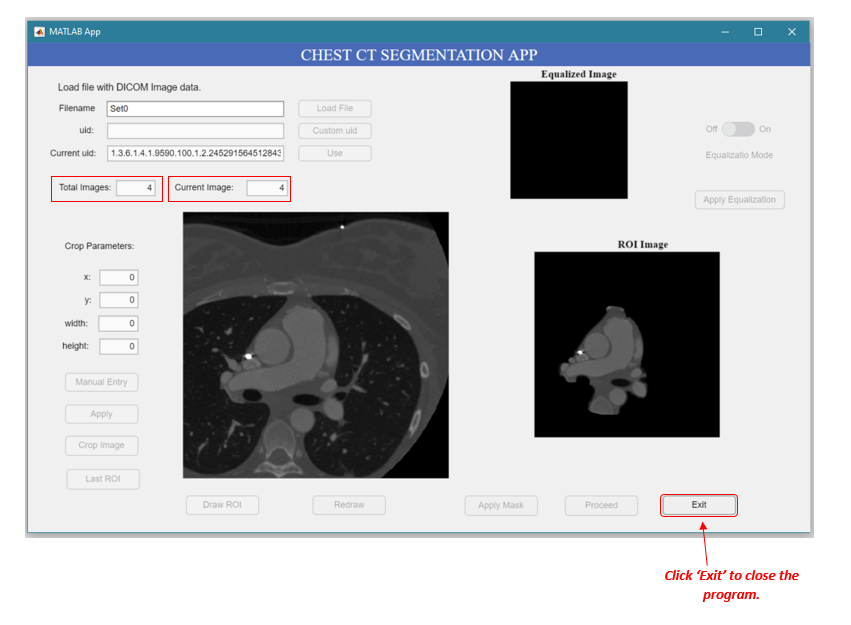 MATLAB App
CHEST CT SEGMENTATION APP
Load file with DICOM Image data.
Filename Set0 Load File
uid: Custom uid
Current uid: 1.3.6.1.4.1.9590.100.1.2.245291564512843 Use
Total Images: 4 Current Image: 4
Equalized Image
Off On
Equalizatio Mode
Apply Equalization
Crop Parameters:
x: 0
y: 0
width: 0
height: 0
Manual Entry
Apply
Crop Image
Last ROI
ROI Image
Draw ROI Redraw Apply Mask Proceed Exit
Click ‘Exit’ to close the
program.